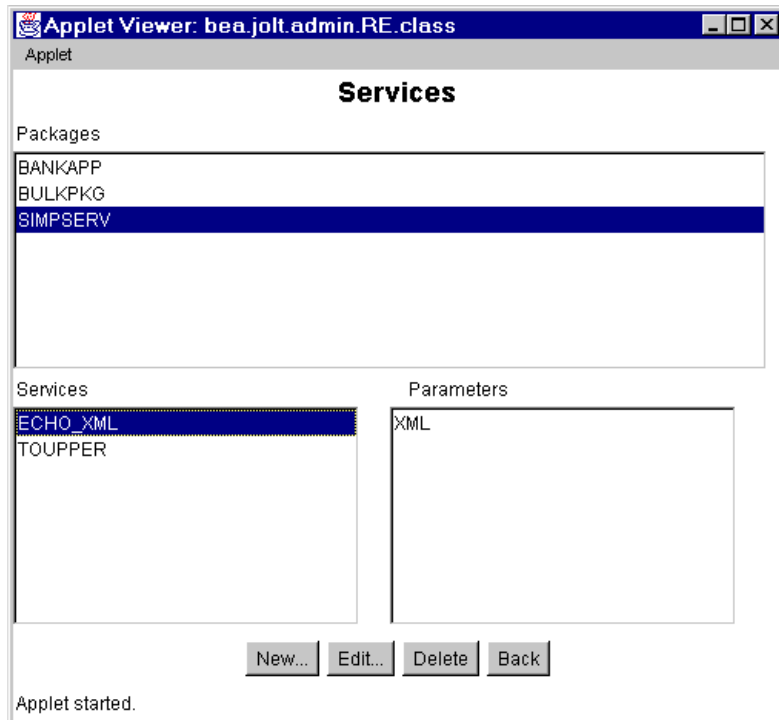 Applet Viewer: bea.jolt.admin.RE.class
Applet
Services
Packages
BANKAPP
BULKPKG
SIMPSERV
Services
Parameters
ECHO_XML
XML
TOUPPER
New... Edit... Delete Back
Applet started.